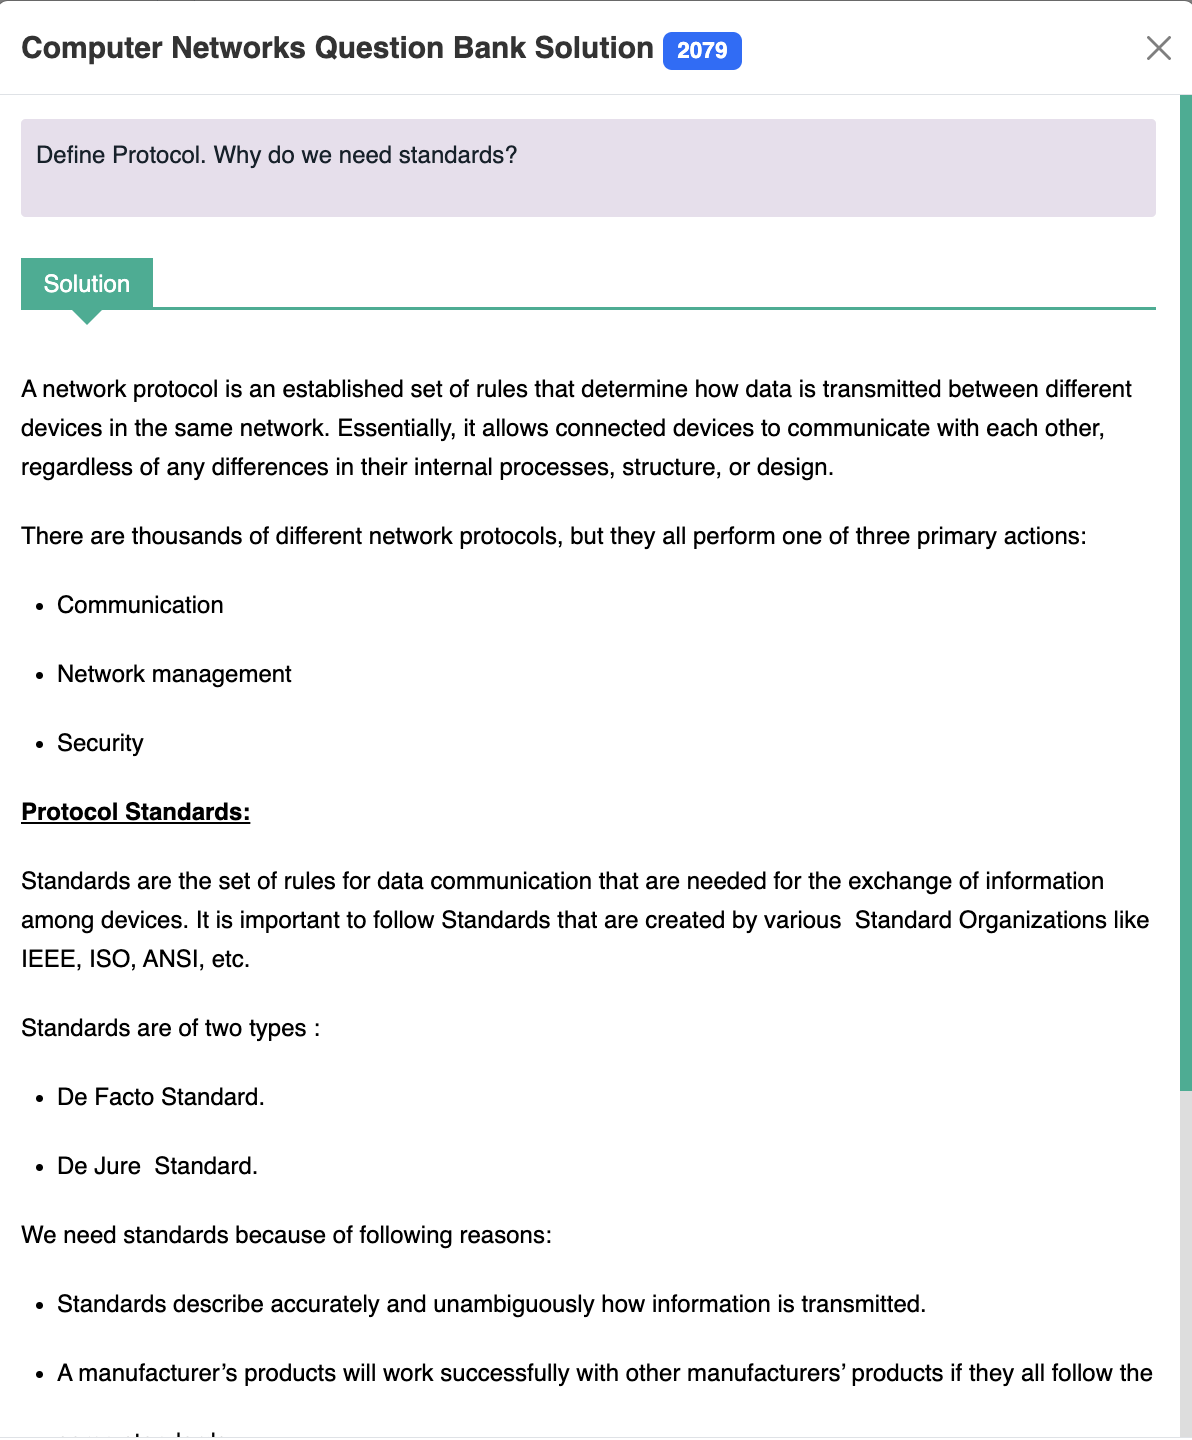 Computer Networks Question Bank Solution 2079
Define Protocol. Why do we need standards?
Solution
A network protocol is an established set of rules that determine how data is transmitted between different
devices in the same network. Essentially, it allows connected devices to communicate with each other,
regardless of any differences in their internal processes, structure, or design.
There are thousands of different network protocols, but they all perform one of three primary actions:
• Communication
• Network management
• Security
Protocol Standards:
Standards are the set of rules for data communication that are needed for the exchange of information
among devices. It is important to follow Standards that are created by various  Standard Organizations like
IEEE, ISO, ANSI, etc.
Standards are of two types :
• De Facto Standard.
• De Jure  Standard.
We need standards because of following reasons:
• Standards describe accurately and unambiguously how information is transmitted.
• A manufacturer’s products will work successfully with other manufacturers’ products if they all follow the